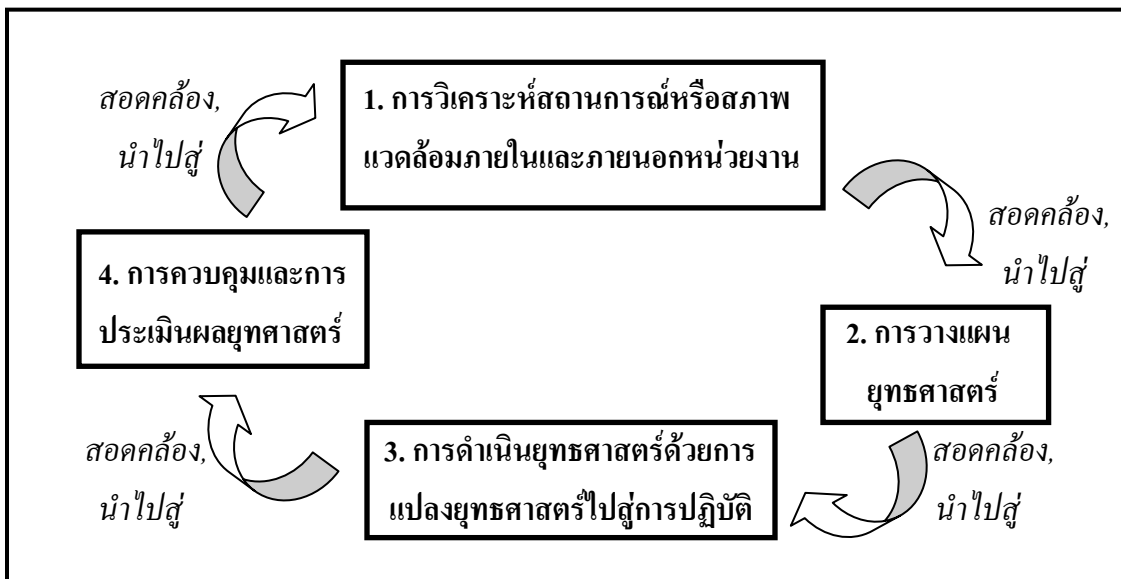 สอดคล้อง,
นำไปสู่
1. การวิเคราะห์สถานการณ์หรือสภาพ
แวดล้อมภายในและภายนอกหน่วยงาน
สอดคล้อง,
นำไปสู่
2. การวางแผน
ยุทธศาสตร์
สอดคล้อง,
นำไปสู่
3. การดำเนินยุทธศาสตร์ด้วยการ
แปลงยุทธศาสตร์ไปสู่การปฏิบัติ
สอดคล้อง,
นำไปสู่
4. การควบคุมและการ
ประเมินผลยุทศาสตร์